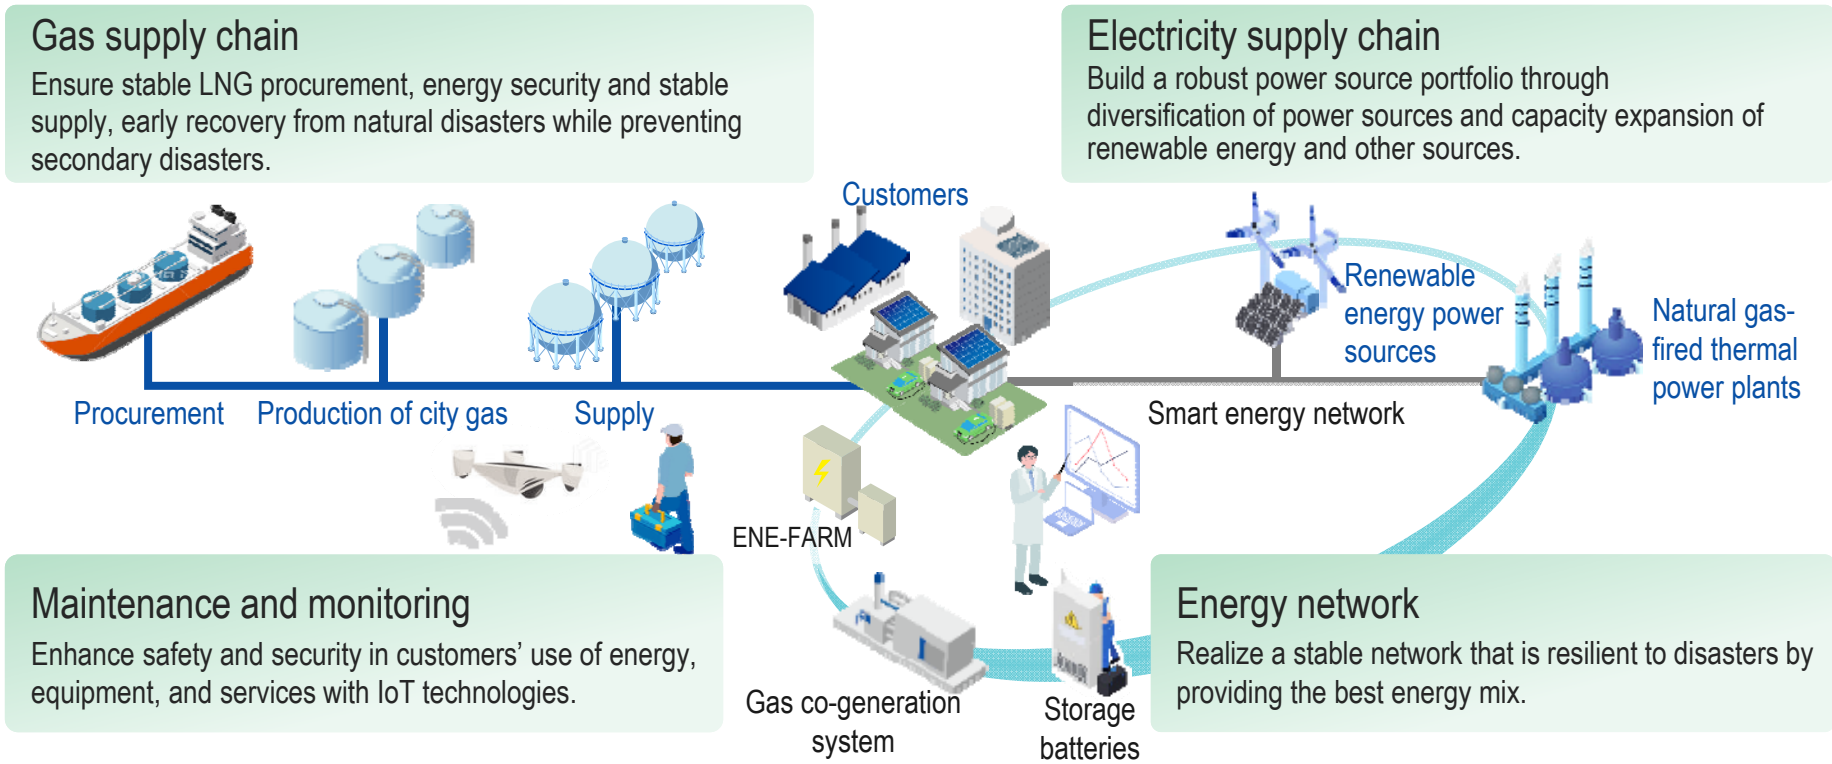 Gas supply chain
Ensure stable LNG procurement, energy security and stable
supply, early recovery from natural disasters while preventing
secondary disasters.
Electricity supply chain
Build a robust power source portfolio through
diversification of power sources and capacity expansion of
renewable energy and other sources.
Customers
Renewable
energy power
sources
Natural gas-
fired thermal
power plants
Procurement
Production of city gas
Supply
Smart energy network
ENE-FARM
Maintenance and monitoring
Enhance safety and security in customers’ use of energy,
equipment, and services with IoT technologies.
Gas co-generation
system
Storage
batteries
Energy network
Realize a stable network that is resilient to disasters by
providing the best energy mix.